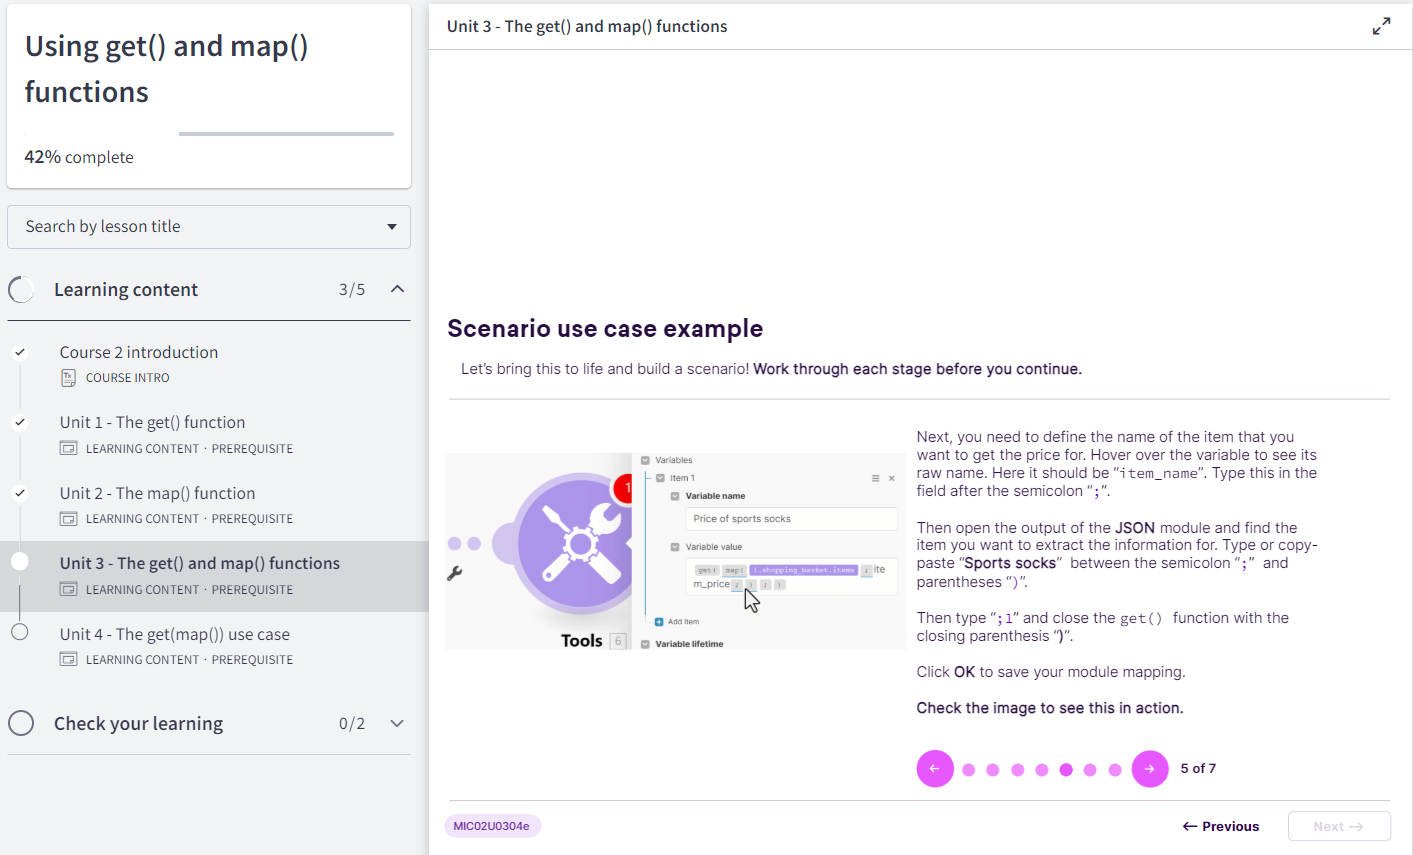 Using get() and map()
functions
42% complete
Search by lesson title
Learning content 3/5
Course 2 introduction
COURSE INTRO
Unit 1 - The get() function
LEARNING CONTENT · PREREQUISITE
Unit 2 - The map() function
LEARNING CONTENT · PREREQUISITE
Unit 3 - The get() and map() functions
LEARNING CONTENT · PREREQUISITE
Unit 4 - The get(map()) use case
LEARNING CONTENT · PREREQUISITE
Check your learning 0/2
Unit 3 - The get() and map() functions
Scenario use case example
Let's bring this to life and build a scenario! Work through each stage before you continue.
Variables
Item 1
Variable name
Price of sports socks
Variable value
get( map( 1.shopping_basket.items ; ite
m_price ; ) ; )
Add item
Variable lifetime
1
Tools 6
Next, you need to define the name of the item that you
want to get the price for. Hover over the variable to see its
raw name. Here it should be “item_name”. Type this in the
field after the semicolon “;”.
Then open the output of the JSON module and find the
item you want to extract the information for. Type or copy-
paste “Sports socks” between the semicolon “;” and
parentheses “)”.
Then type “;1” and close the get() function with the
closing parenthesis “)”.
Click OK to save your module mapping.
Check the image to see this in action.
5 of 7
MIC02U0304e
← Previous
Next →